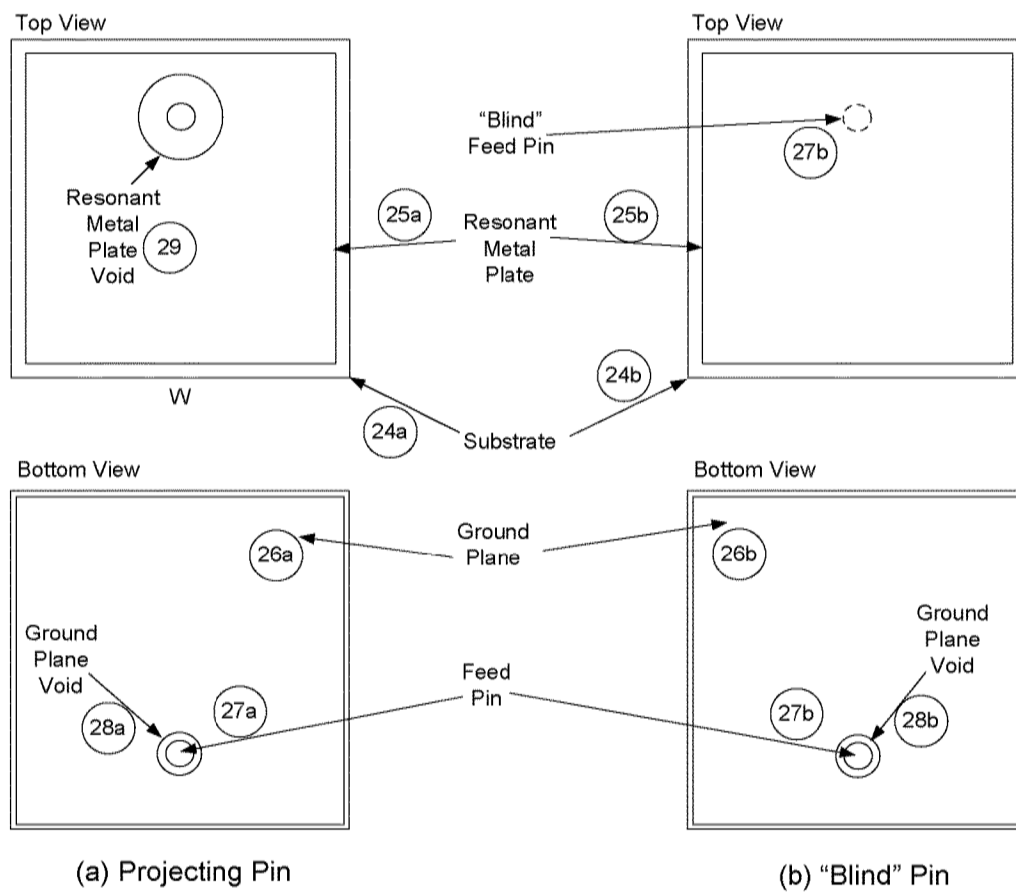 Top View
Top View
"Blind"
Feed Pin
27b
Resonant
Metal
Plate
Void
29
25a
Resonant
Metal
Plate
25b
W
24a
Substrate
24b
Bottom View
Bottom View
26a
Ground
Plane
26b
Ground
Plane
Void
28a
27a
Feed
Pin
27b
Ground
Plane
Void
28b
(a) Projecting Pin
(b) "Blind" Pin